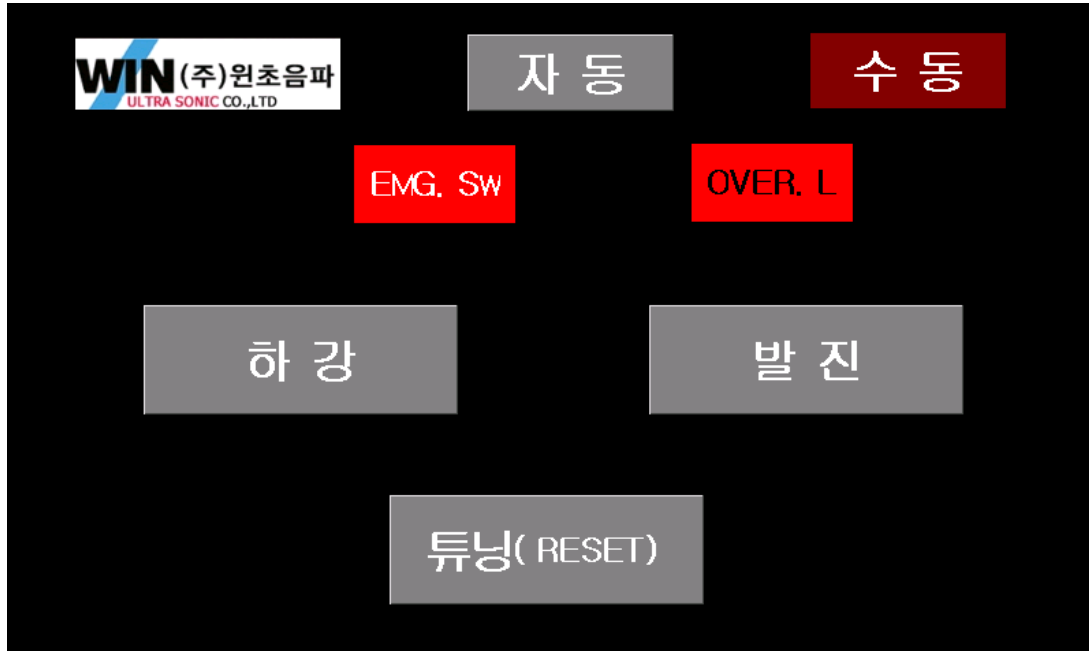 WIN (주)윈초음파
ULTRA SONIC CO.,LTD
자 동
수 동
EMG. SW
OVER. L
하 강
발 진
튜닝( RESET)